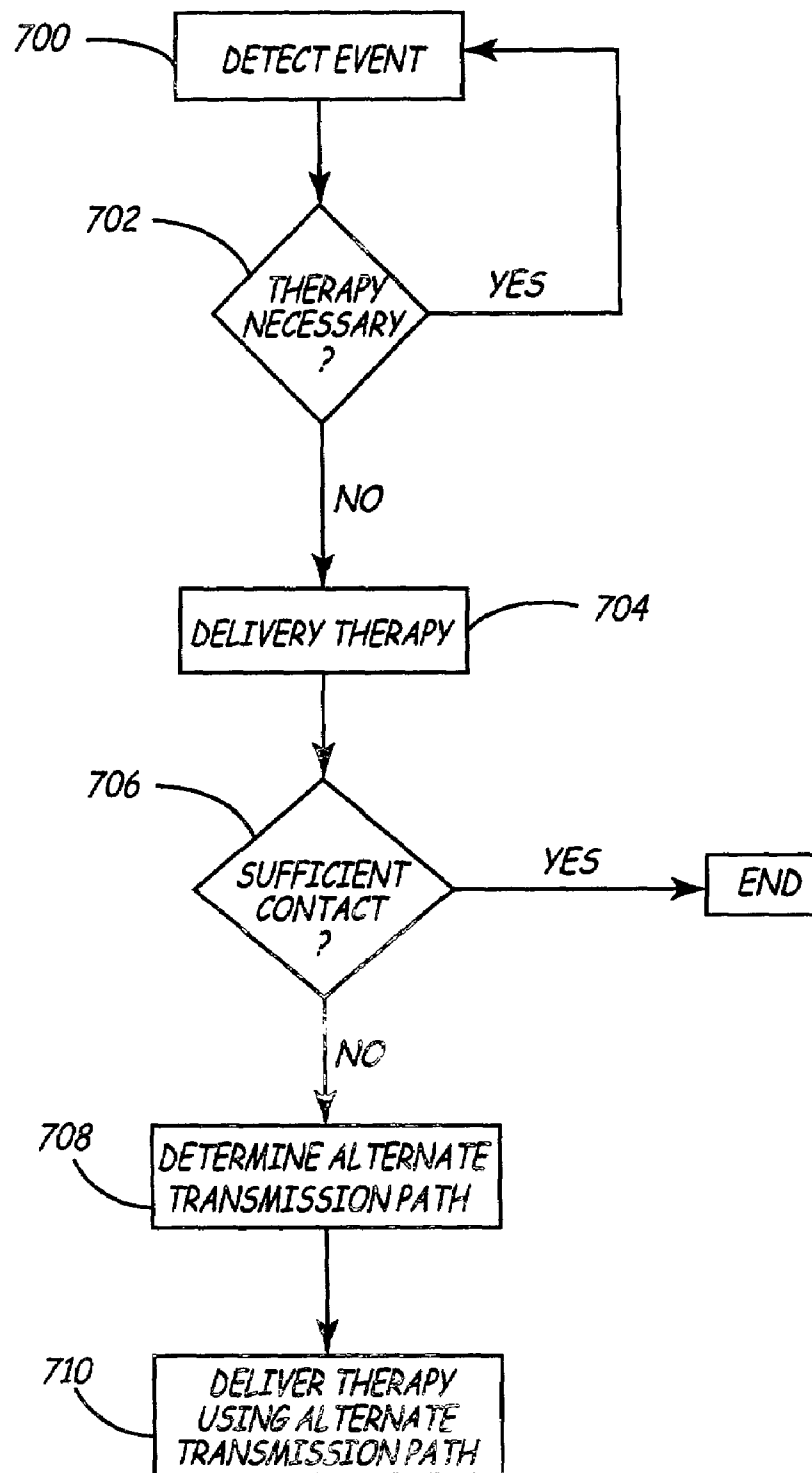 700
DETECT EVENT
702
THERAPY
NECESSARY
?
YES
NO
DELIVERY THERAPY
704
706
SUFFICIENT
CONTACT
?
YES
END
NO
708
DETERMINE ALTERNATE
TRANSMISSION PATH
710
DELIVER THERAPY
USING ALTERNATE
TRANSMISSION PATH